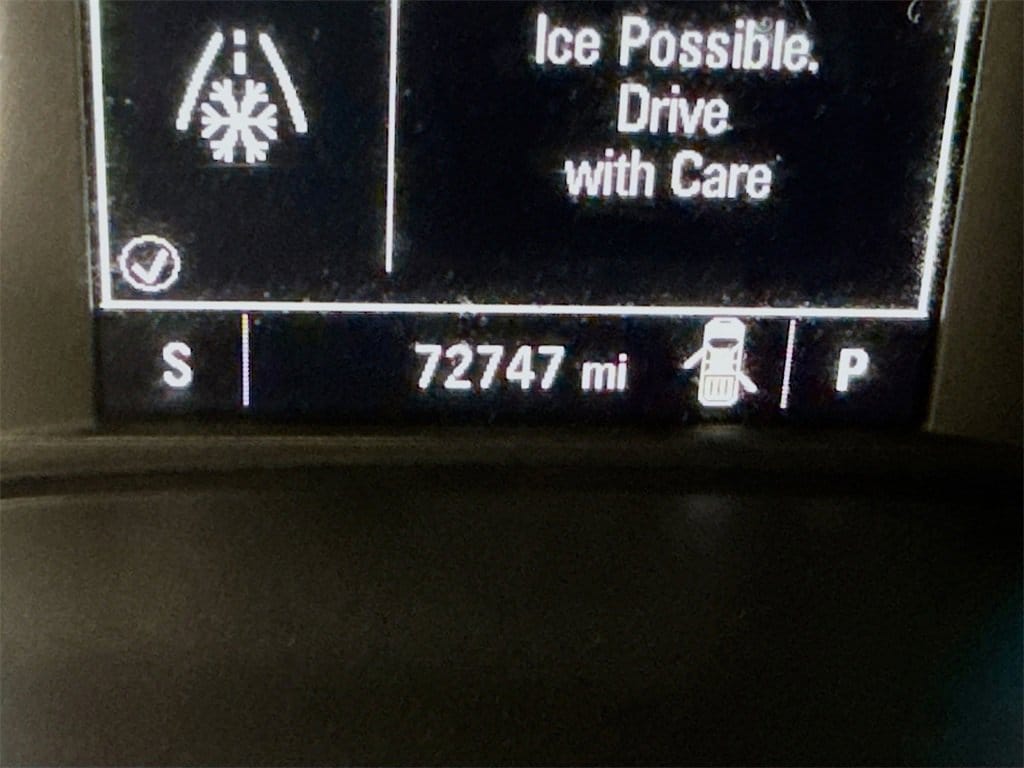 Ice Possible.
Drive
with Care
S 72747 mi P